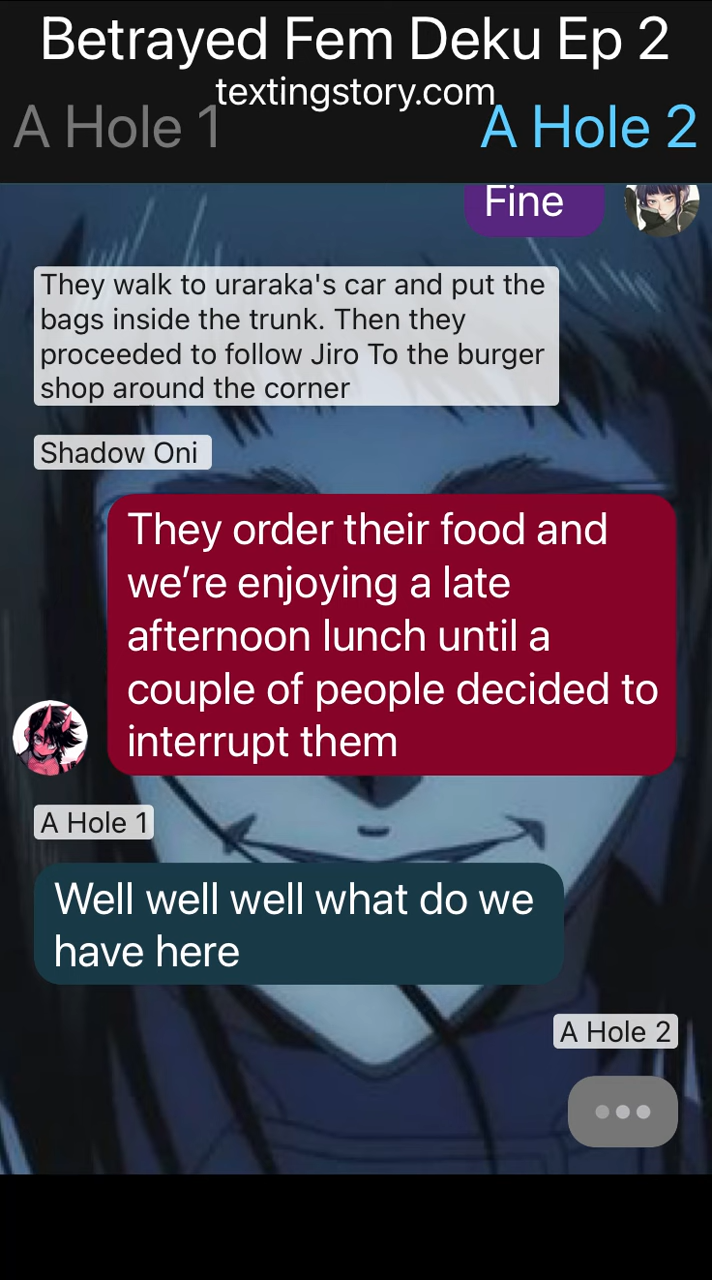 Betrayed Fem Deku Ep 2
textingstory.com
A Hole 1 A Hole 2
Fine
They walk to uraraka's car and put the
bags inside the trunk. Then they
proceeded to follow Jiro To the burger
shop around the corner
Shadow Oni
They order their food and
we’re enjoying a late
afternoon lunch until a
couple of people decided to
interrupt them
A Hole 1
Well well well what do we
have here
A Hole 2